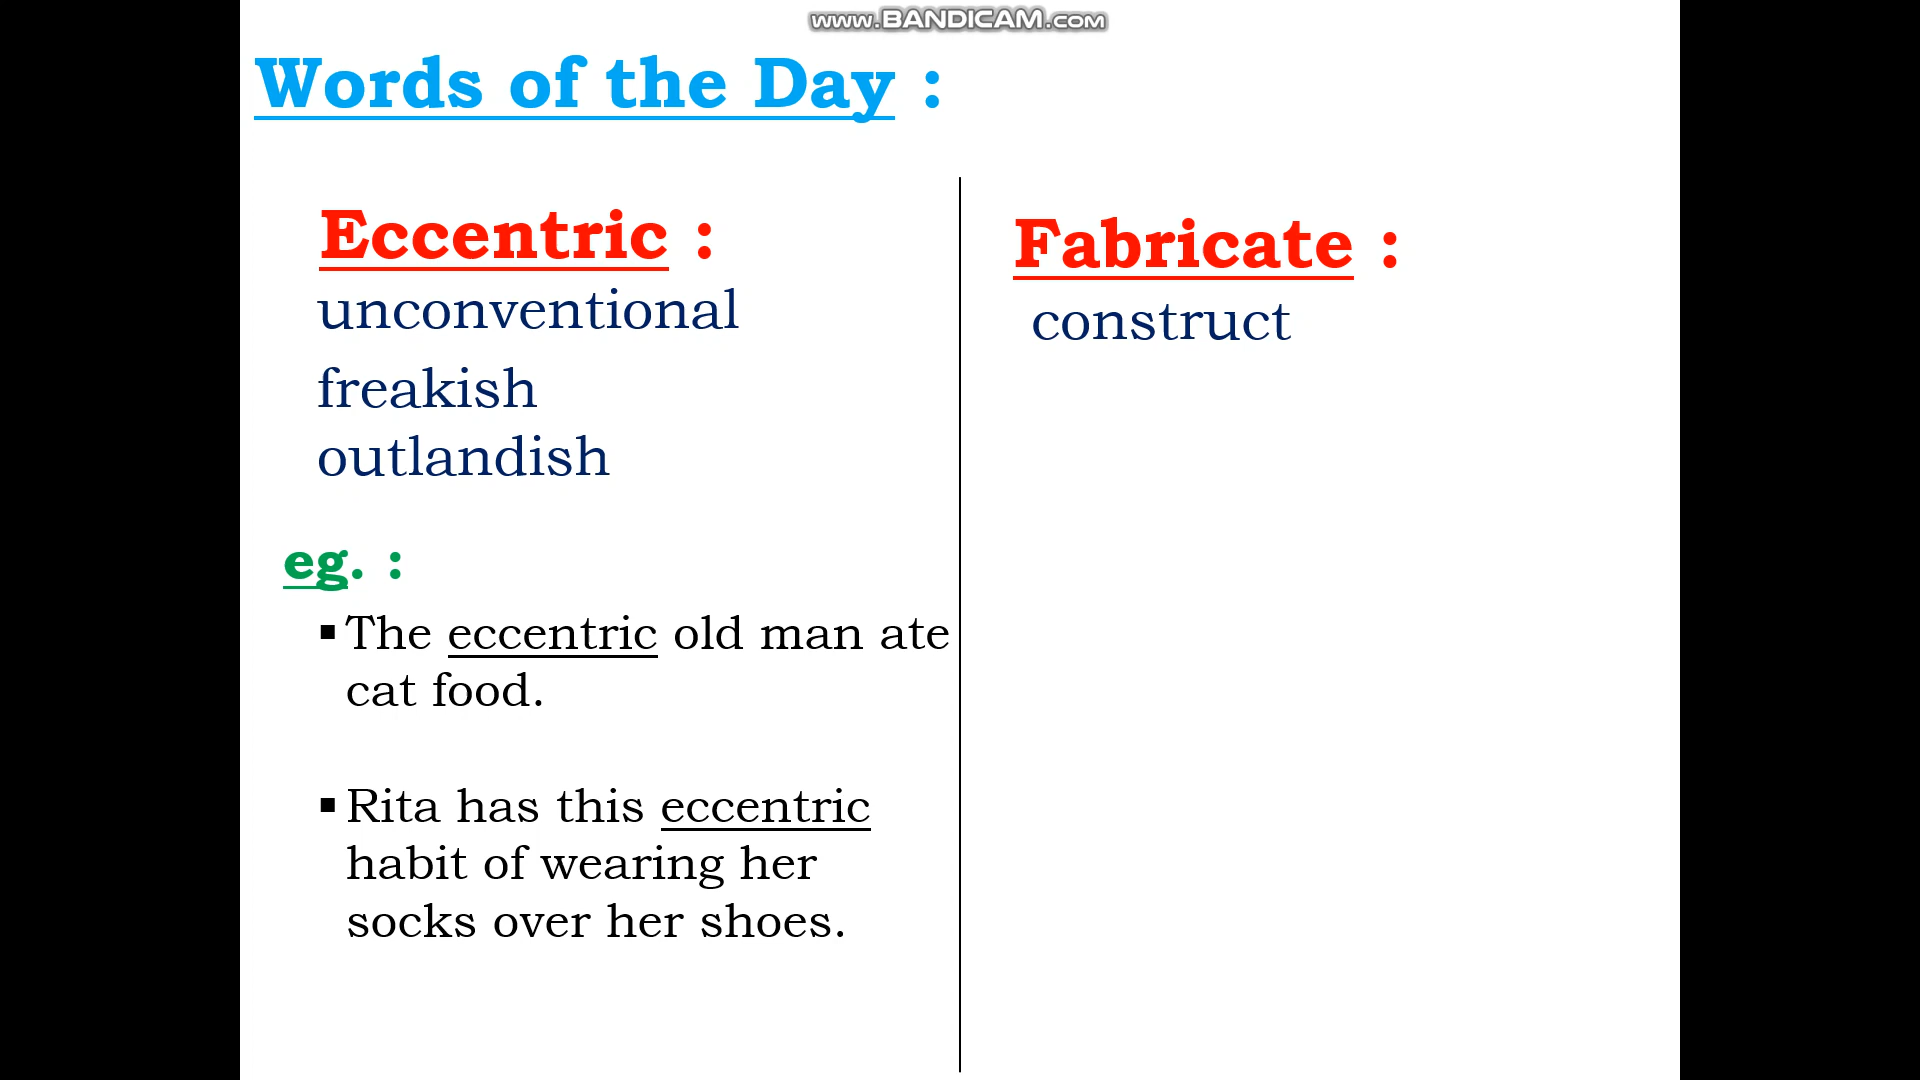 www.BANDICAM.com
Words of the Day :
Eccentric :
unconventional
freakish
outlandish
eg. :
▪ The eccentric old man ate
cat food.
▪ Rita has this eccentric
habit of wearing her
socks over her shoes.
Fabricate :
construct